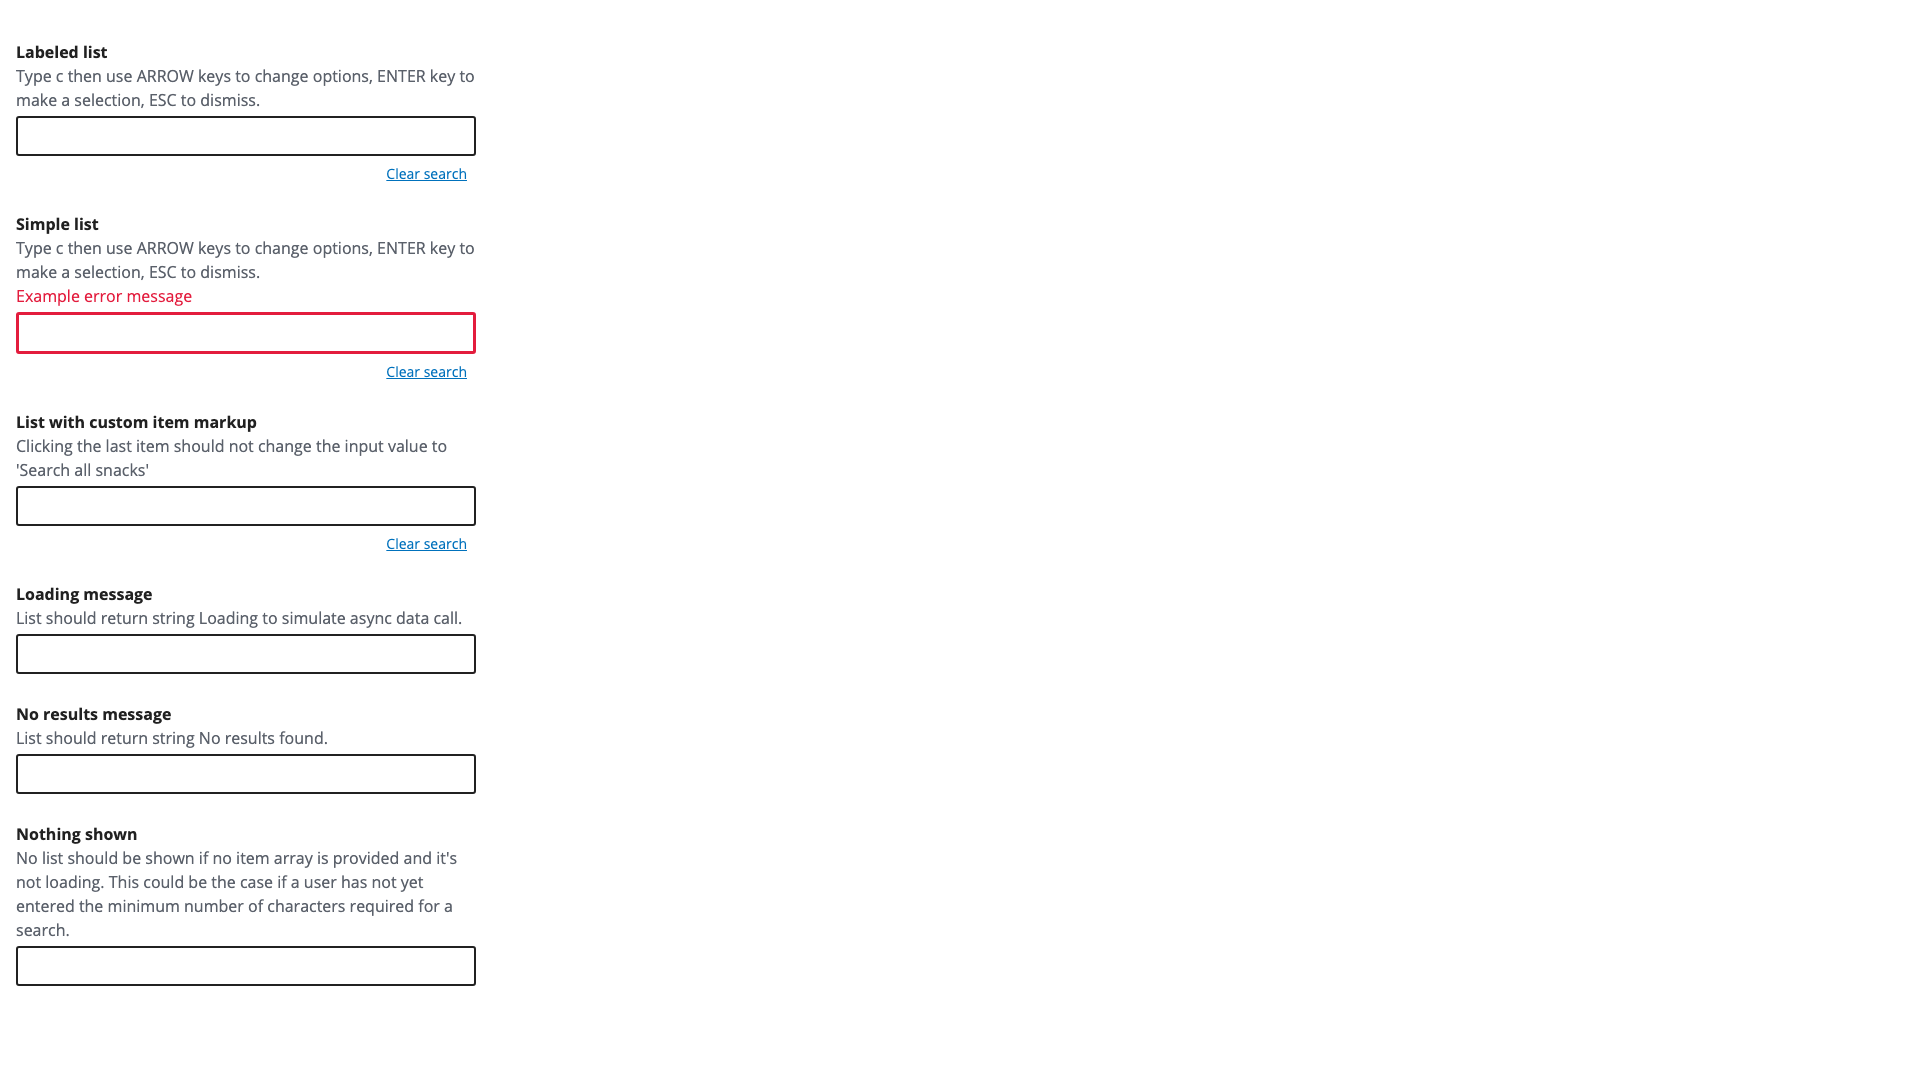 Labeled list
Type c then use ARROW keys to change options, ENTER key to
make a selection, ESC to dismiss.
Clear search
Simple list
Type c then use ARROW keys to change options, ENTER key to
make a selection, ESC to dismiss.
Example error message
Clear search
List with custom item markup
Clicking the last item should not change the input value to
'Search all snacks'
Clear search
Loading message
List should return string Loading to simulate async data call.
No results message
List should return string No results found.
Nothing shown
No list should be shown if no item array is provided and it's
not loading. This could be the case if a user has not yet
entered the minimum number of characters required for a
search.